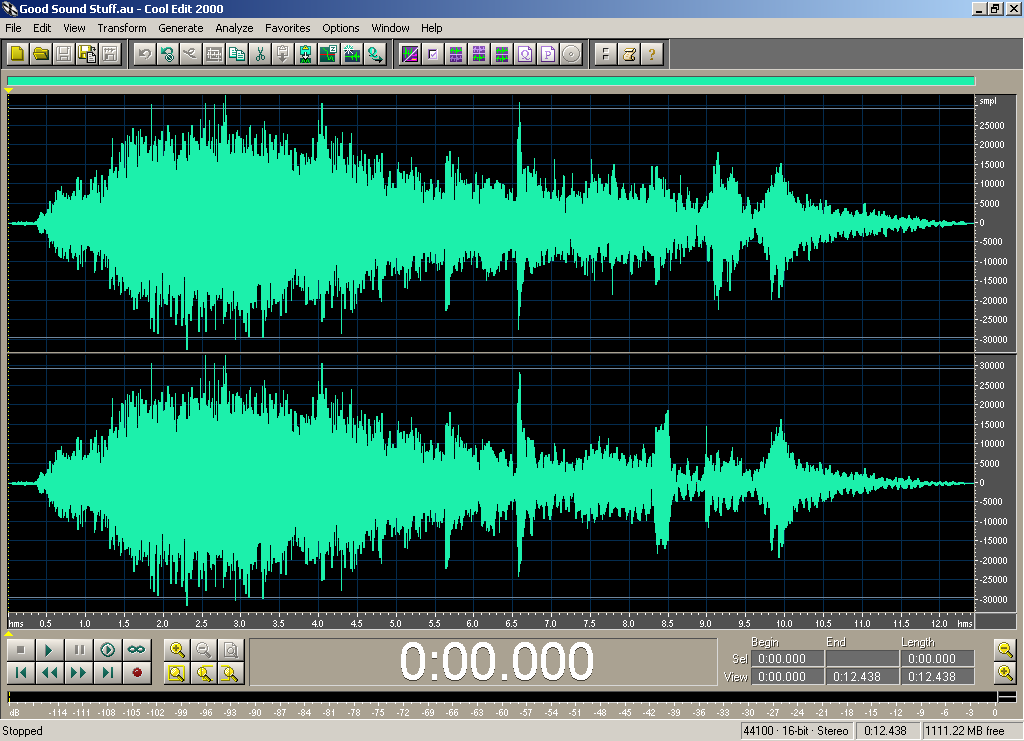 Good Sound Stuff.au - Cool Edit 2000
File Edit View Transform Generate Analyze Favorites Options Window Help
Q P F ?
smpl
25000
20000
15000
10000
5000
0
-5000
-10000
-15000
-20000
-25000
-30000
30000
25000
20000
15000
10000
5000
0
-5000
-10000
-15000
-20000
-25000
-30000
hms 0.5 1.0 1.5 2.0 2.5 3.0 3.5 4.0 4.5 5.0 5.5 6.0 6.5 7.0 7.5 8.0 8.5 9.0 9.5 10.0 10.5 11.0 11.5 12.0 hms
0:00.000
Begin End Length
Sel 0:00.000 0:00.000
View 0:00.000 0:12.438 0:12.438
dB -114 -111 -108 -105 -102 -99 -96 -93 -90 -87 -84 -81 -78 -75 -72 -69 -66 -63 -60 -57 -54 -51 -48 -45 -42 -39 -36 -33 -30 -27 -24 -21 -18 -15 -12 -9 -6 -3 0
Stopped 44100 · 16-bit · Stereo 0:12.438 1111.22 MB free